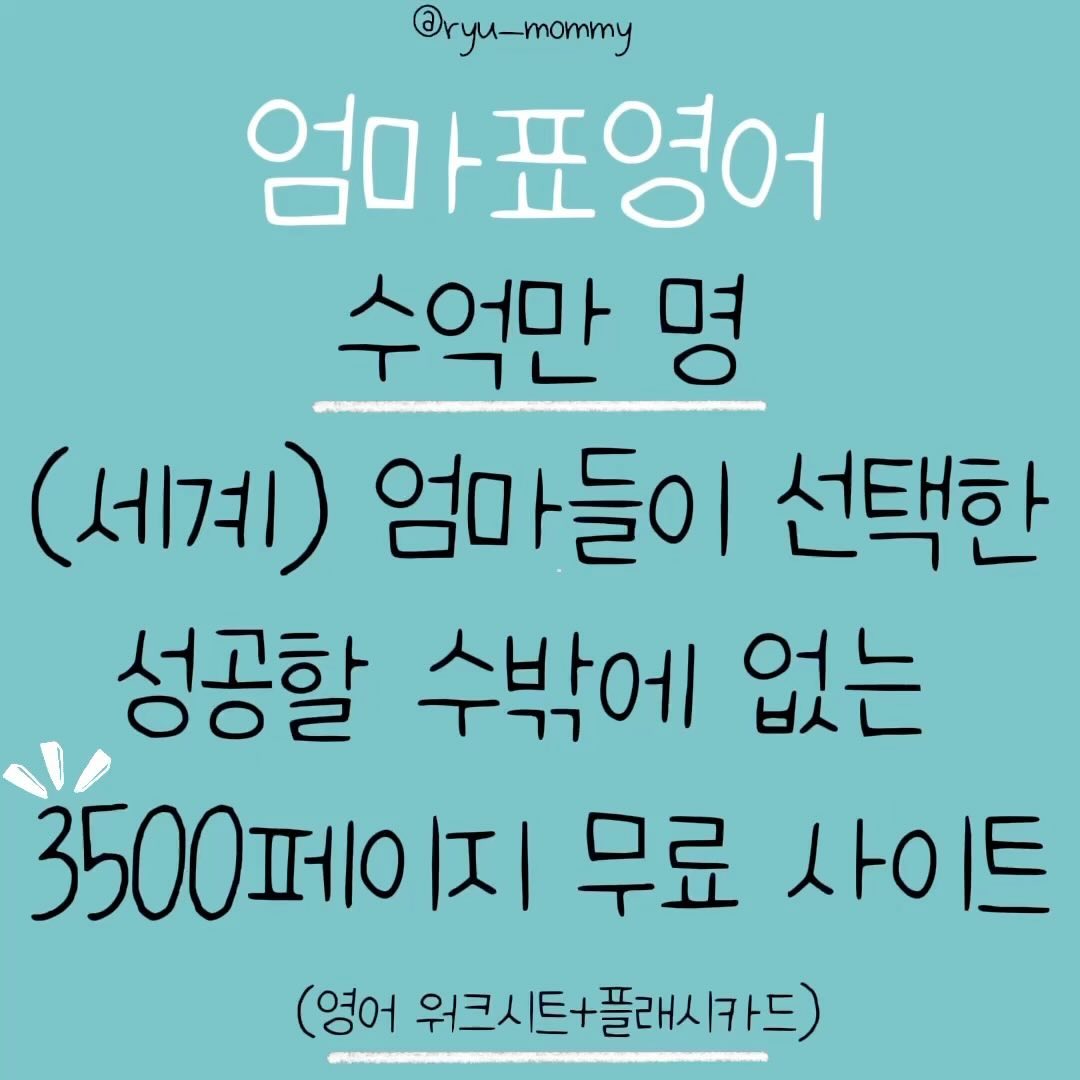 @ryu_mommy
엄마표영어
수억만 명
(세계) 엄마들이 선택한
성공할 수밖에 없는
3500페이지 무료 사이트
(영어 워크시트+플래시카드)